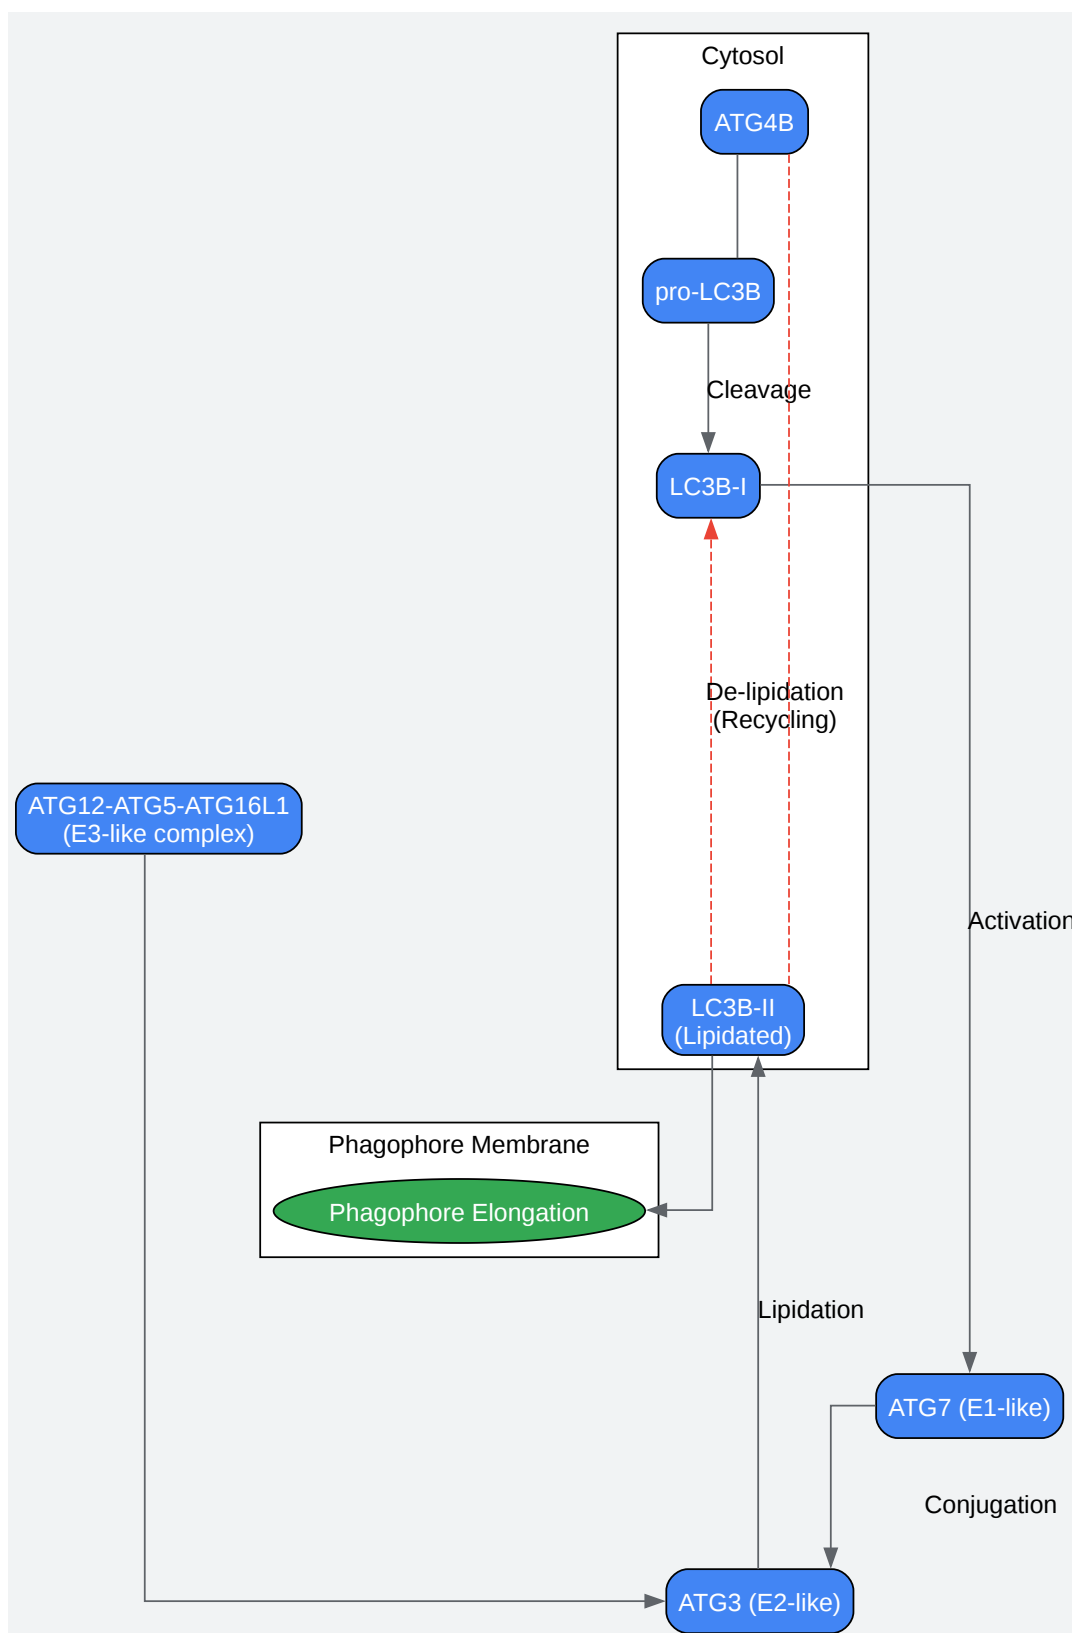 Cytosol
ATG4B
pro-LC3B
Cleavage
LC3B-I
De-lipidation
(Recycling)
ATG12-ATG5-ATG16L1
(E3-like complex)
Activation
LC3B-II
(Lipidated)
Phagophore Membrane
Phagophore Elongation
Lipidation
ATG7 (E1-like)
Conjugation
ATG3 (E2-like)